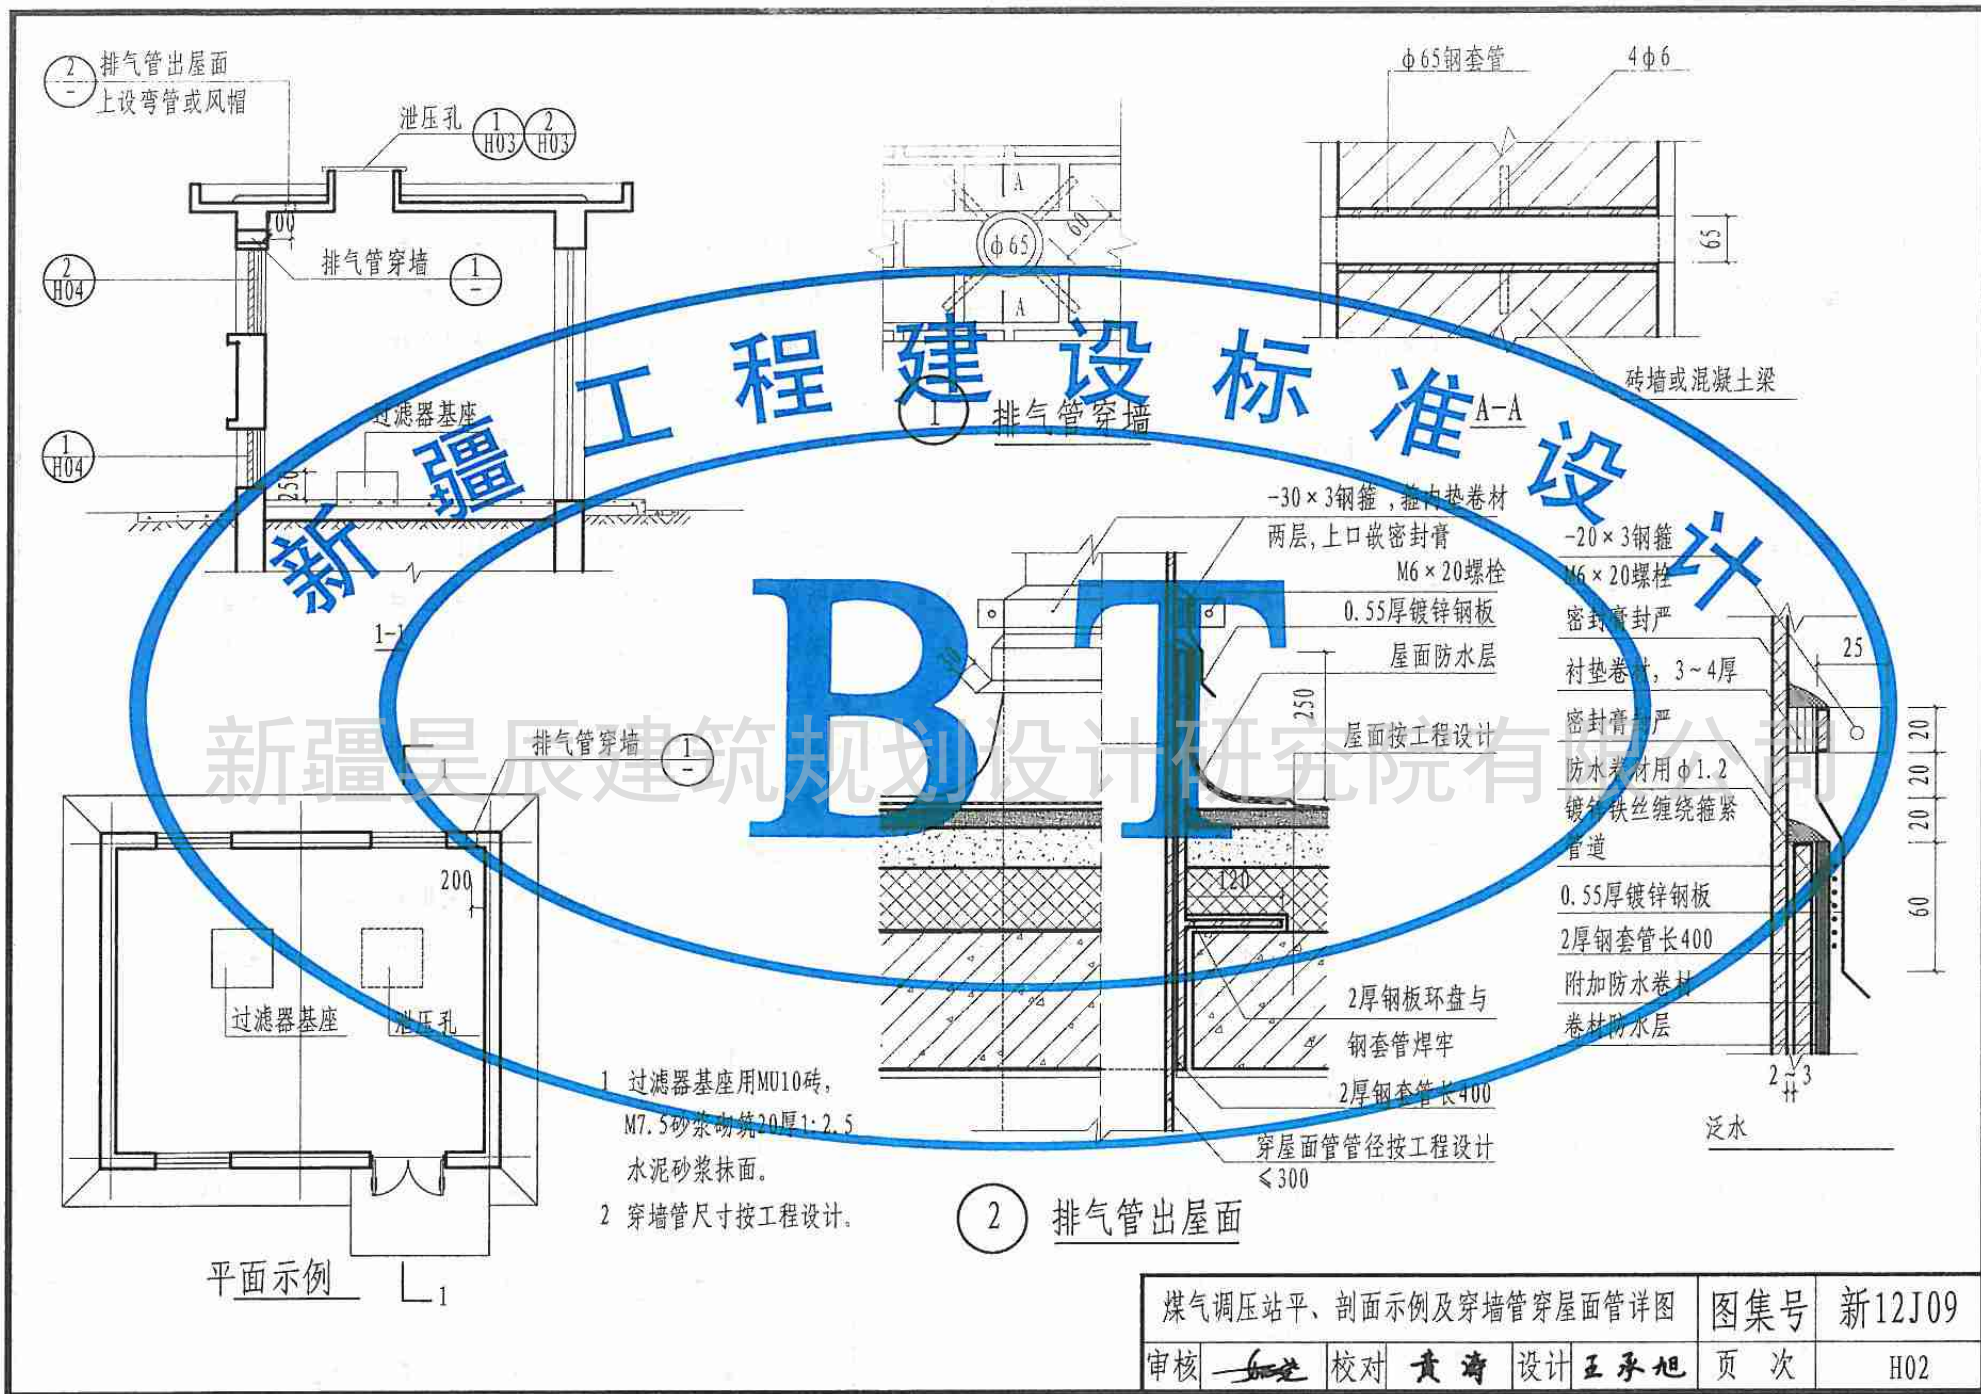 2
-
排气管出屋面
上设弯管或风帽
泄压孔
1
H03
2
H03
排气管穿墙
1
-
2
H04
1
H04
过滤器基座
250
1-1
A
φ65
60
A
1 排气管穿墙
φ65钢套管
4φ6
65
砖墙或混凝土梁
A-A
新疆工程建设标准设计
BT
新疆昊辰建筑规划设计研究院有限公司
排气管穿墙
1
-
1
200
过滤器基座
泄压孔
平面示例
1
1 过滤器基座用MU10砖,
M7.5砂浆砌筑20厚1:2.5
水泥砂浆抹面。
2 穿墙管尺寸按工程设计。
-30×3钢箍,箍内垫卷材
两层,上口嵌密封膏
M6×20螺栓
0.55厚镀锌钢板
屋面防水层
30
250
屋面按工程设计
120
2厚钢板环盘与
钢套管焊牢
2厚钢套管长400
穿屋面管管径按工程设计
≤300
2 排气管出屋面
-20×3钢箍
M6×20螺栓
密封膏封严
衬垫卷材, 3~4厚
密封膏封严
防水卷材用φ1.2
镀锌铁丝缠绕箍紧
管道
0.55厚镀锌钢板
2厚钢套管长400
附加防水卷材
卷材防水层
25
20
20
20
60
2 3
泛水
煤气调压站平、剖面示例及穿墙管穿屋面管详图
图集号
新12J09
审核
校对
黄涛
设计
王承旭
页次
H02